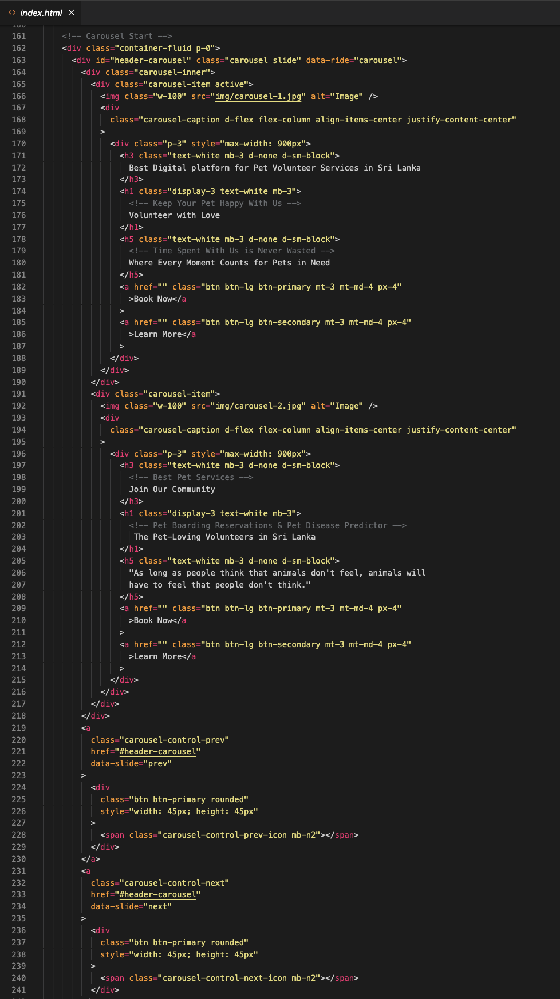 index.html
160
161 <!-- Carousel Start -->
162 <div class="container-fluid p-0">
163 <div id="header-carousel" class="carousel slide" data-ride="carousel">
164 <div class="carousel-inner">
165 <div class="carousel-item active">
166 <img class="w-100" src="img/carousel-1.jpg" alt="Image" />
167 <div
168 class="carousel-caption d-flex flex-column align-items-center justify-content-center"
169 >
170 <div class="p-3" style="max-width: 900px">
171 <h3 class="text-white mb-3 d-none d-sm-block">
172 Best Digital platform for Pet Volunteer Services in Sri Lanka
173 </h3>
174 <h1 class="display-3 text-white mb-3">
175 <!-- Keep Your Pet Happy With Us -->
176 Volunteer with Love
177 </h1>
178 <h5 class="text-white mb-3 d-none d-sm-block">
179 <!-- Time Spent With Us is Never Wasted -->
180 Where Every Moment Counts for Pets in Need
181 </h5>
182 <a href="" class="btn btn-lg btn-primary mt-3 mt-md-4 px-4"
183 >Book Now</a
184 >
185 <a href="" class="btn btn-lg btn-secondary mt-3 mt-md-4 px-4"
186 >Learn More</a
187 >
188 </div>
189 </div>
190 </div>
191 <div class="carousel-item">
192 <img class="w-100" src="img/carousel-2.jpg" alt="Image" />
193 <div
194 class="carousel-caption d-flex flex-column align-items-center justify-content-center"
195 >
196 <div class="p-3" style="max-width: 900px">
197 <h3 class="text-white mb-3 d-none d-sm-block">
198 <!-- Best Pet Services -->
199 Join Our Community
200 </h3>
201 <h1 class="display-3 text-white mb-3">
202 <!-- Pet Boarding Reservations & Pet Disease Predictor -->
203 The Pet-Loving Volunteers in Sri Lanka
204 </h1>
205 <h5 class="text-white mb-3 d-none d-sm-block">
206 "As long as people think that animals don't feel, animals will
207 have to feel that people don't think."
208 </h5>
209 <a href="" class="btn btn-lg btn-primary mt-3 mt-md-4 px-4"
210 >Book Now</a
211 >
212 <a href="" class="btn btn-lg btn-secondary mt-3 mt-md-4 px-4"
213 >Learn More</a
214 >
215 </div>
216 </div>
217 </div>
218 </div>
219 <a
220 class="carousel-control-prev"
221 href="#header-carousel"
222 data-slide="prev"
223 >
224 <div
225 class="btn btn-primary rounded"
226 style="width: 45px; height: 45px"
227 >
228 <span class="carousel-control-prev-icon mb-n2"></span>
229 </div>
230 </a>
231 <a
232 class="carousel-control-next"
233 href="#header-carousel"
234 data-slide="next"
235 >
236 <div
237 class="btn btn-primary rounded"
238 style="width: 45px; height: 45px"
239 >
240 <span class="carousel-control-next-icon mb-n2"></span>
241 </div>